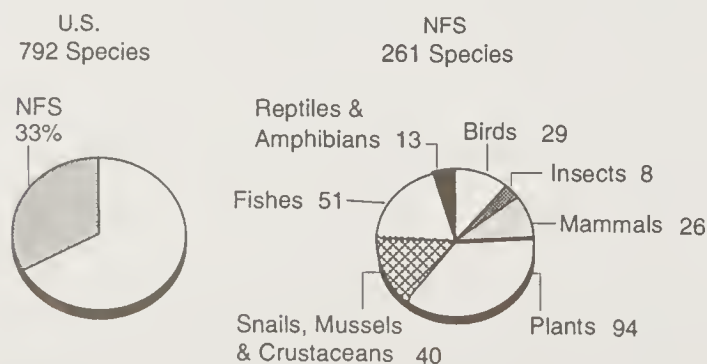 U.S.
792 Species
NFS
33%
NFS
261 Species
Reptiles &
Amphibians 13
Birds 29
Insects 8
Mammals 26
Plants 94
Snails, Mussels
& Crustaceans 40
Fishes 51